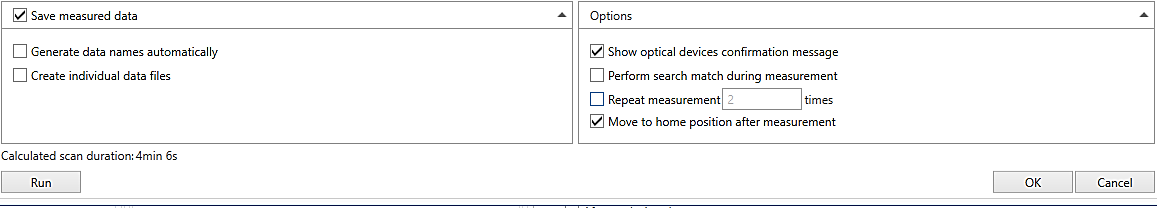 Save measured data
Generate data names automatically
Create individual data files
Options
Show optical devices confirmation message
Perform search match during measurement
Repeat measurement 2 times
Move to home position after measurement
Calculated scan duration: 4min 6s
Run
OK
Cancel